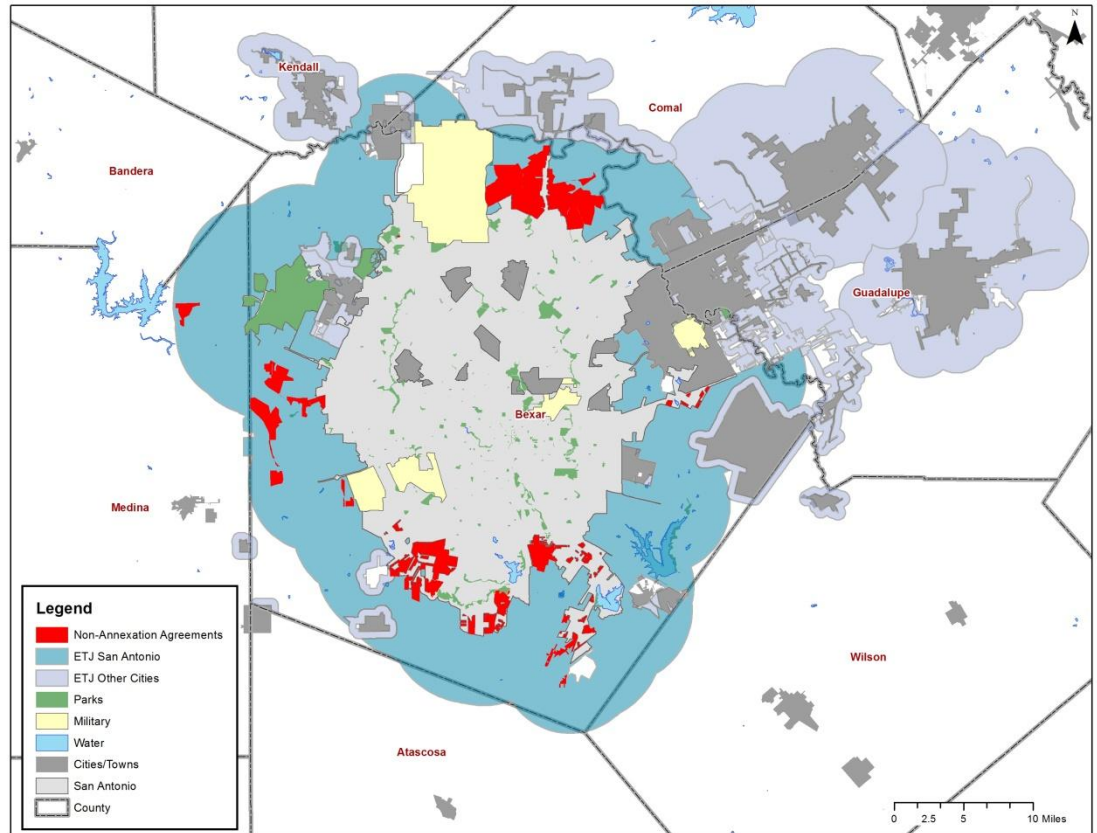 N
Kendall
Comal
Bandera
Guadalupe
Bexar
Medina
Wilson
Atascosa
Legend
Non-Annexation Agreements
ETJ San Antonio
ETJ Other Cities
Parks
Military
Water
Cities/Towns
San Antonio
County
0 2.5 5 10 Miles